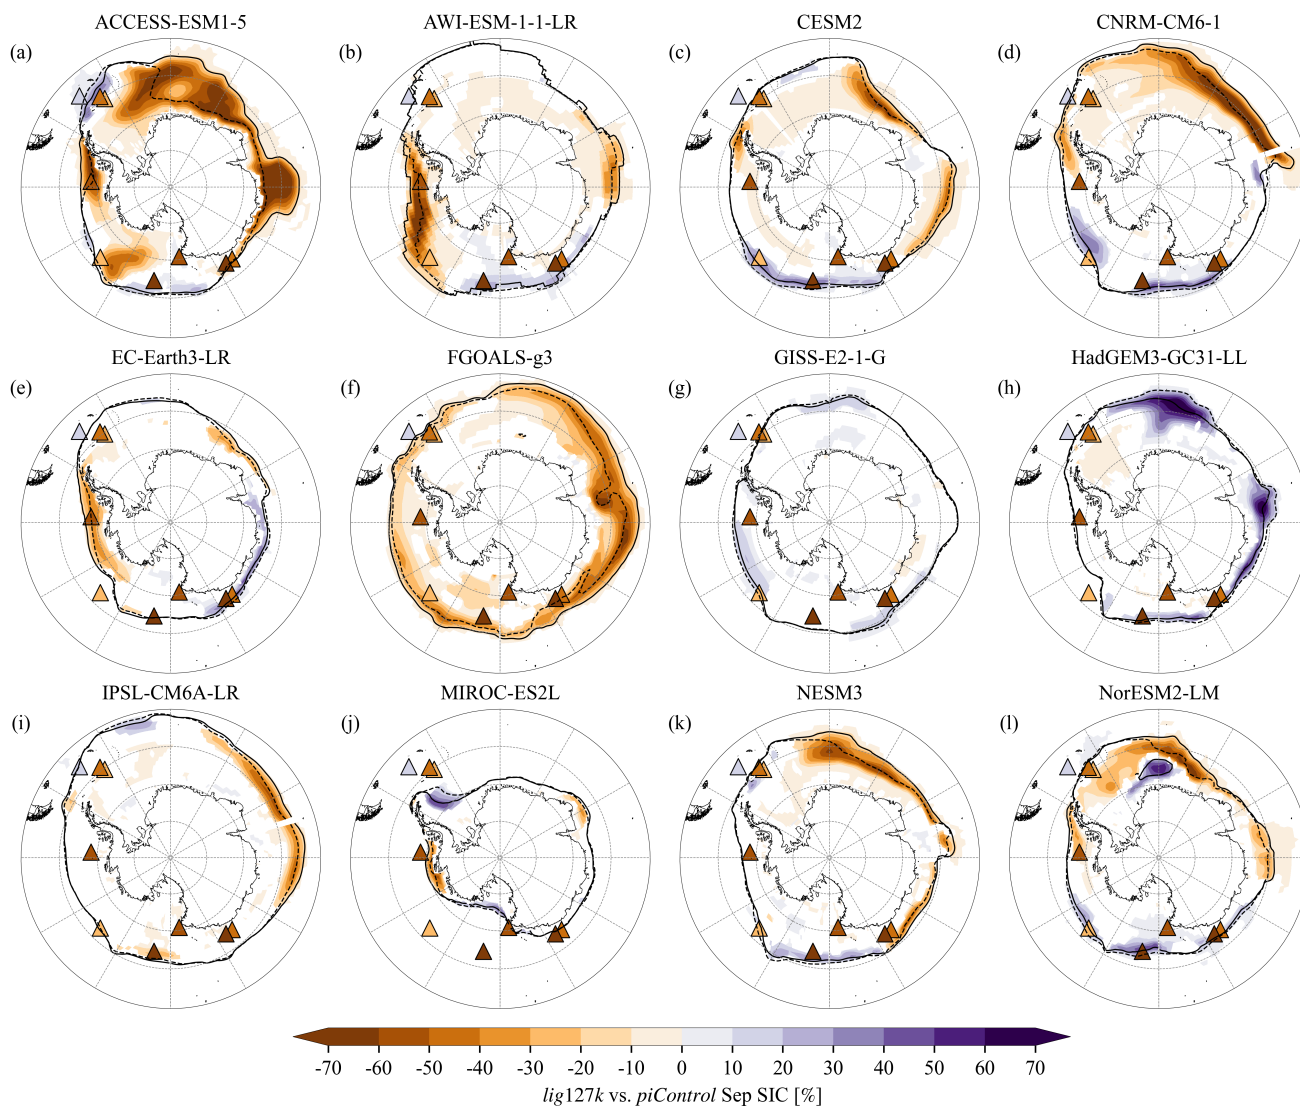 ACCESS-ESM1-5 AWI-ESM-1-1-LR CESM2 CNRM-CM6-1
(a) (b) (c) (d)
EC-Earth3-LR FGOALS-g3 GISS-E2-1-G HadGEM3-GC31-LL
(e) (f) (g) (h)
IPSL-CM6A-LR MIROC-ES2L NESM3 NorESM2-LM
(i) (j) (k) (l)
-70 -60 -50 -40 -30 -20 -10 0 10 20 30 40 50 60 70
lig127k vs. piControl Sep SIC [%]